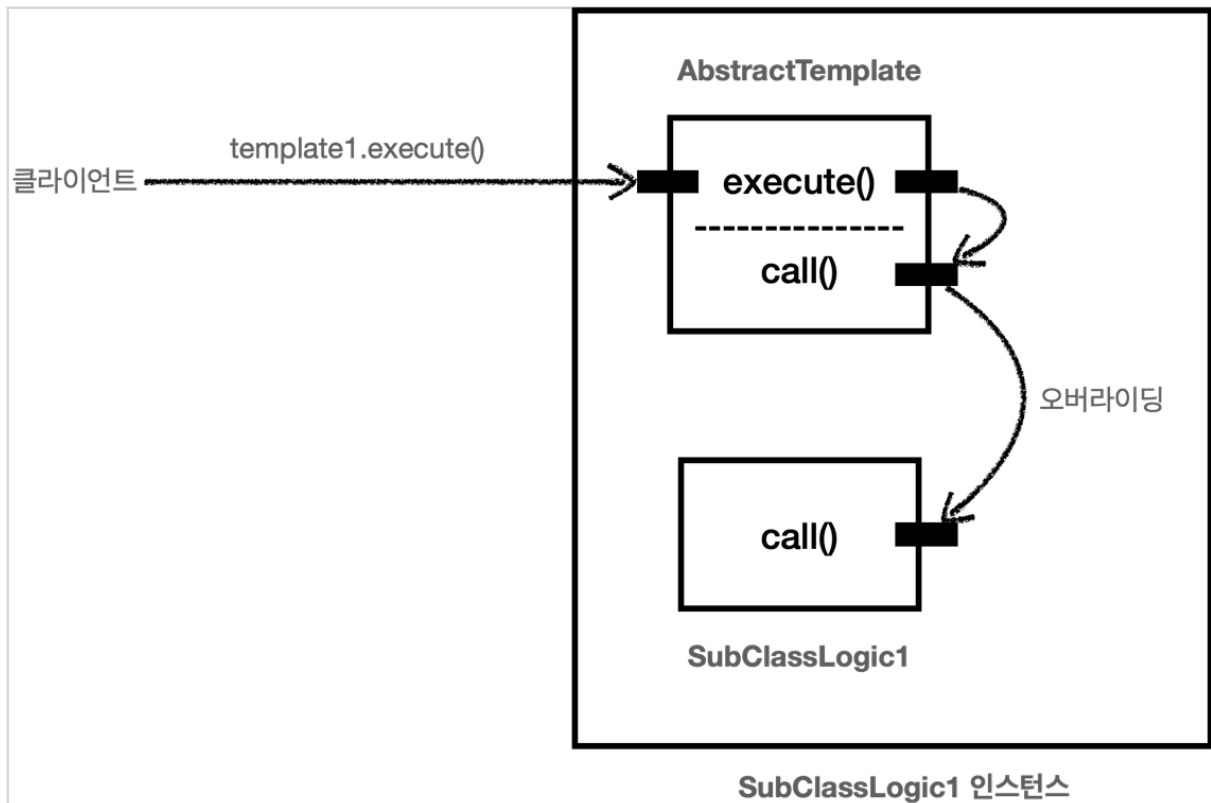 AbstractTemplate
template1.execute()
클라이언트
execute()
call()
오버라이딩
call()
SubClassLogic1
SubClassLogic1 인스턴스